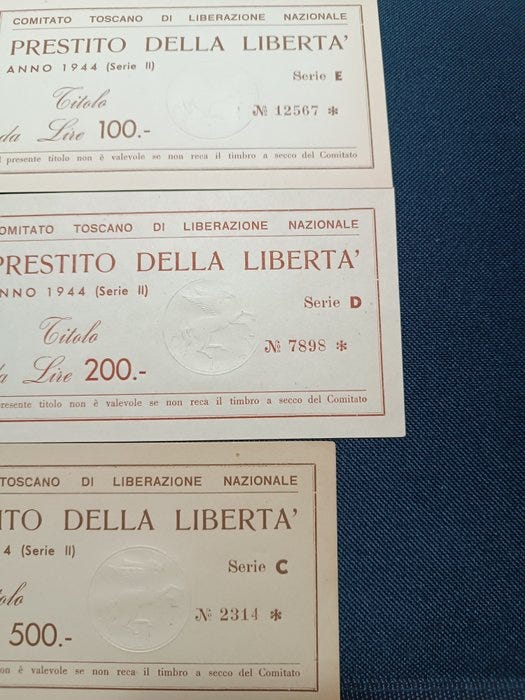 COMITATO TOSCANO DI LIBERAZIONE NAZIONALE
PRESTITO DELLA LIBERTA'
ANNO 1944 (Serie II)
Serie E
Titolo
№ 12567 *
da Lire 100.-
l presente titolo non è valevole se non reca il timbro a secco del Comitato
OMITATO TOSCANO DI LIBERAZIONE NAZIONALE
PRESTITO DELLA LIBERTA'
NNO 1944 (Serie II)
Serie D
Titolo
№ 7898 *
a Lire 200.-
resente titolo non è valevole se non reca il timbro a secco del Comitato
TOSCANO DI LIBERAZIONE NAZIONALE
ITO DELLA LIBERTA'
4 (Serie II)
Serie C
olo
№ 2314 *
500.-
on è valevole se non reca il timbro a secco del Comitato